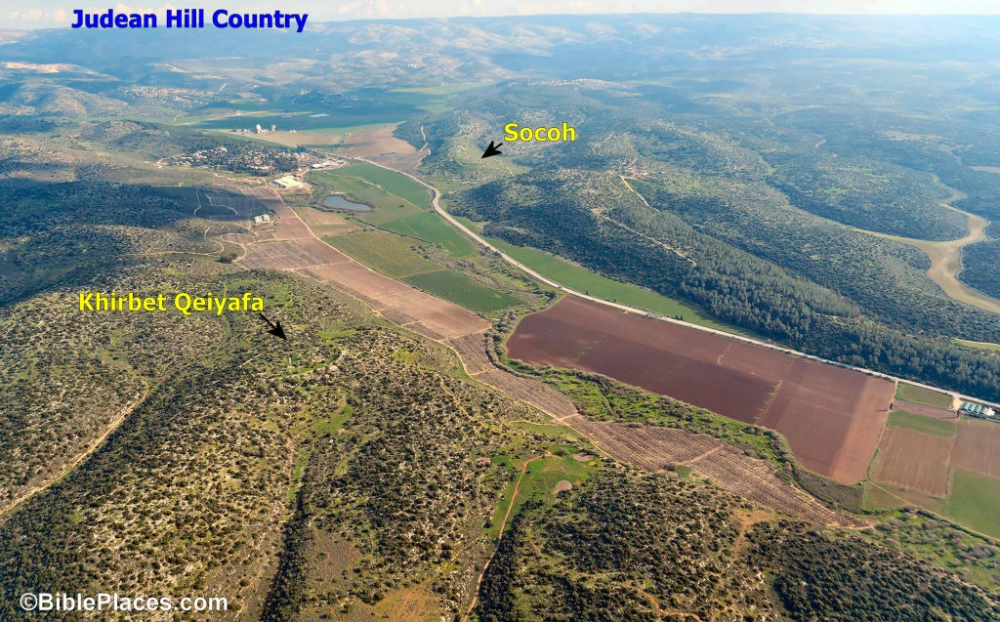 Judean Hill Country
Socoh
Khirbet Qeiyafa
©BiblePlaces.com